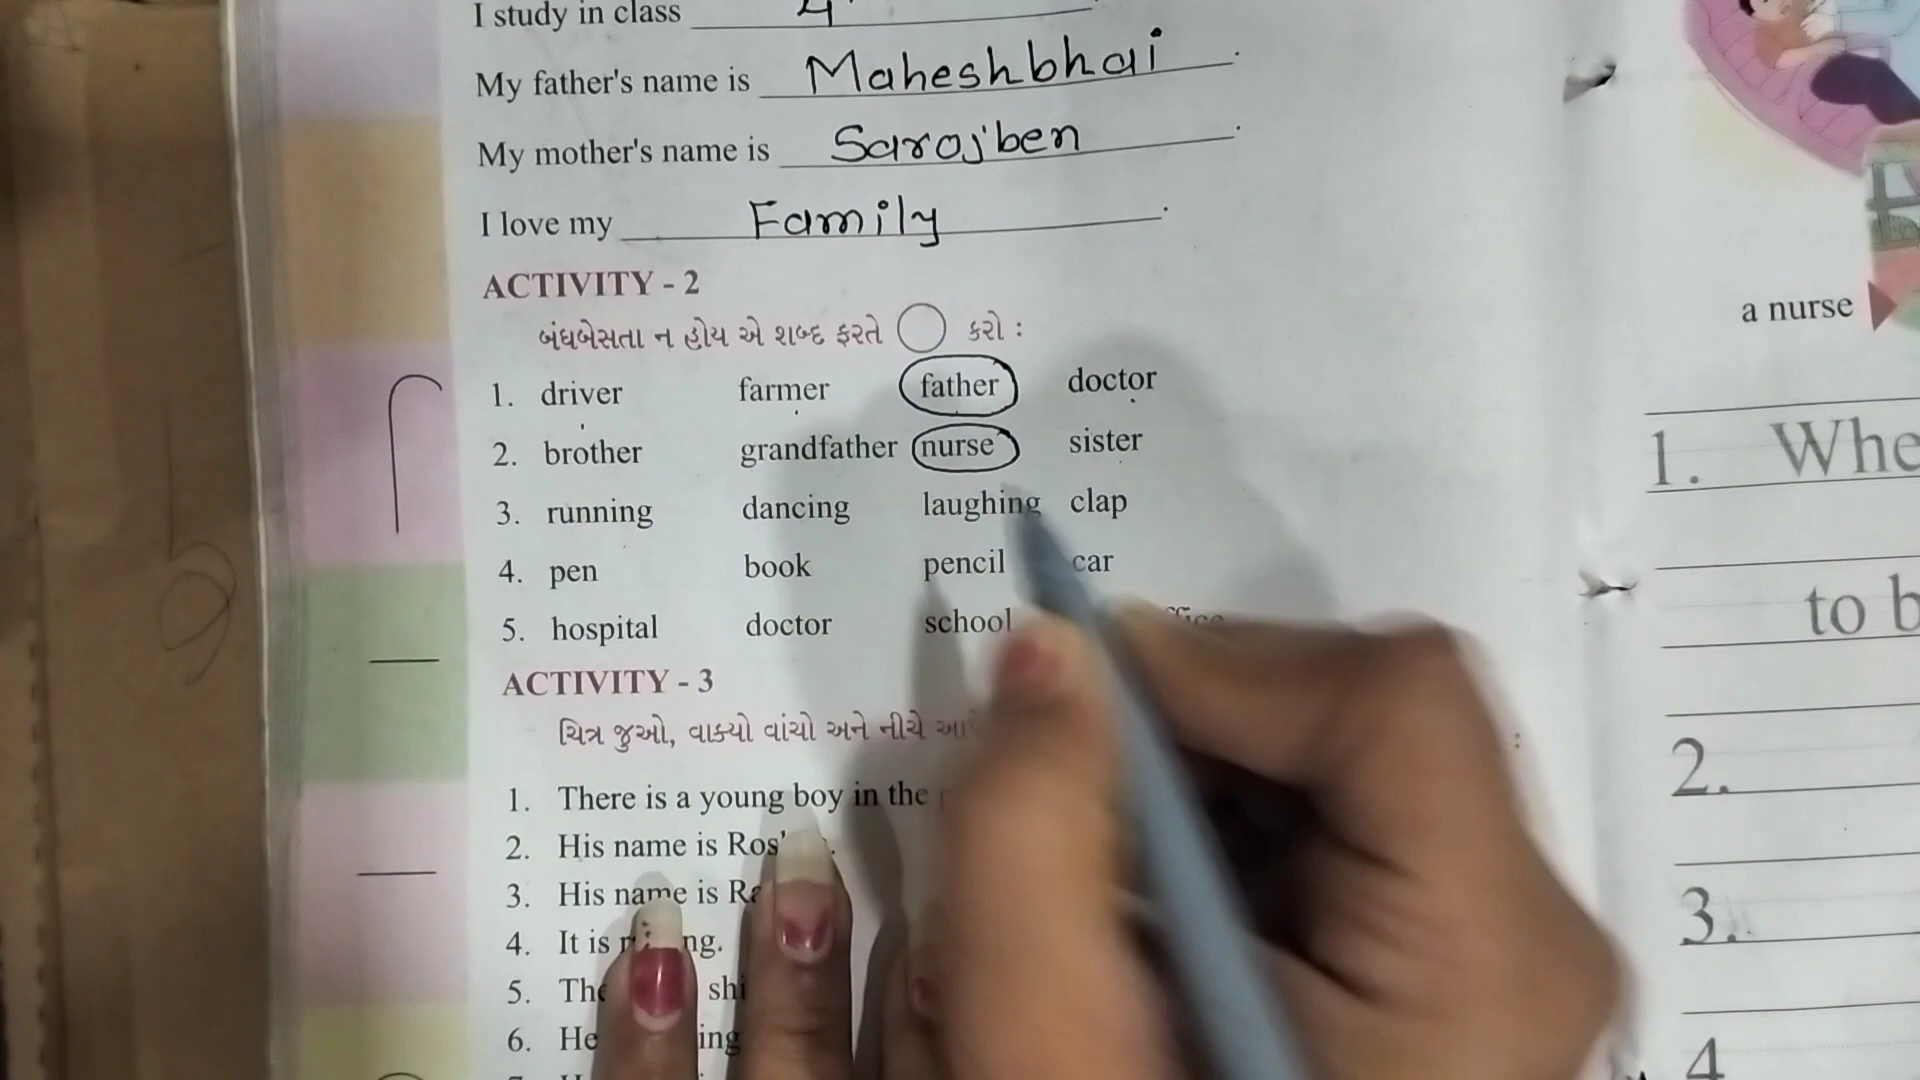 I study in class 4
My father's name is Maheshbhai.
My mother's name is Sarojben.
I love my Family.
ACTIVITY - 2
બંધબેસતા ન હોય એ શબ્દ ફરતે ◯ કરો :
1. driver farmer father doctor
2. brother grandfather nurse sister
3. running dancing laughing clap
4. pen book pencil car
5. hospital doctor school
ACTIVITY - 3
ચિત્ર જુઓ, વાક્યો વાંચો અને નીચે
1. There is a young boy in the
2. His name is
3. His name is
4. It is
5.
6. He
a nurse
1. Whe
to b
2.
3.
4